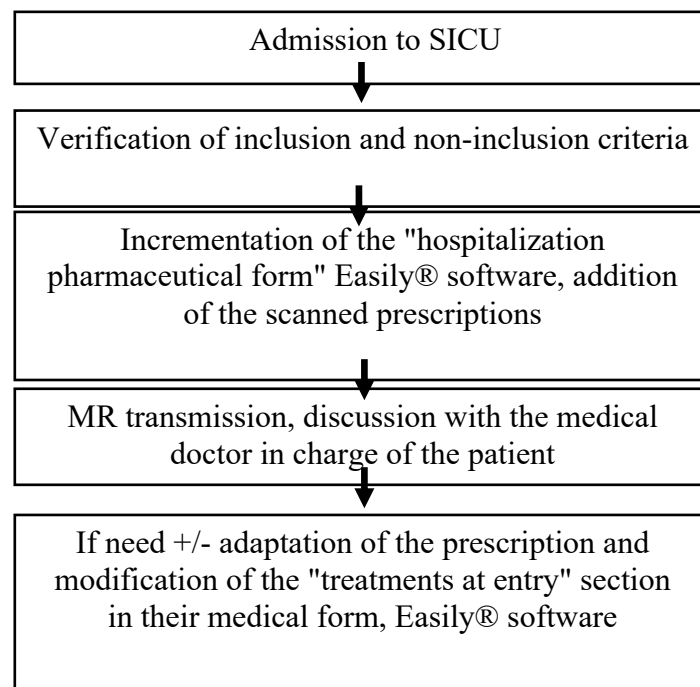 Admission to SICU
Verification of inclusion and non-inclusion criteria
Incrementation of the "hospitalization
pharmaceutical form" Easily® software, addition
of the scanned prescriptions
MR transmission, discussion with the medical
doctor in charge of the patient
If need +/- adaptation of the prescription and
modification of the "treatments at entry" section
in their medical form, Easily® software